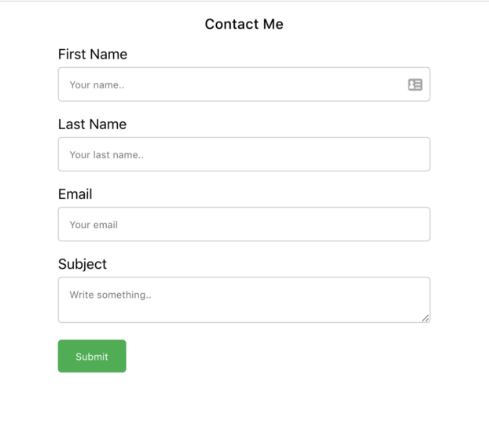 Contact Me
First Name
Your name..
Last Name
Your last name..
Email
Your email
Subject
Write something..
Submit